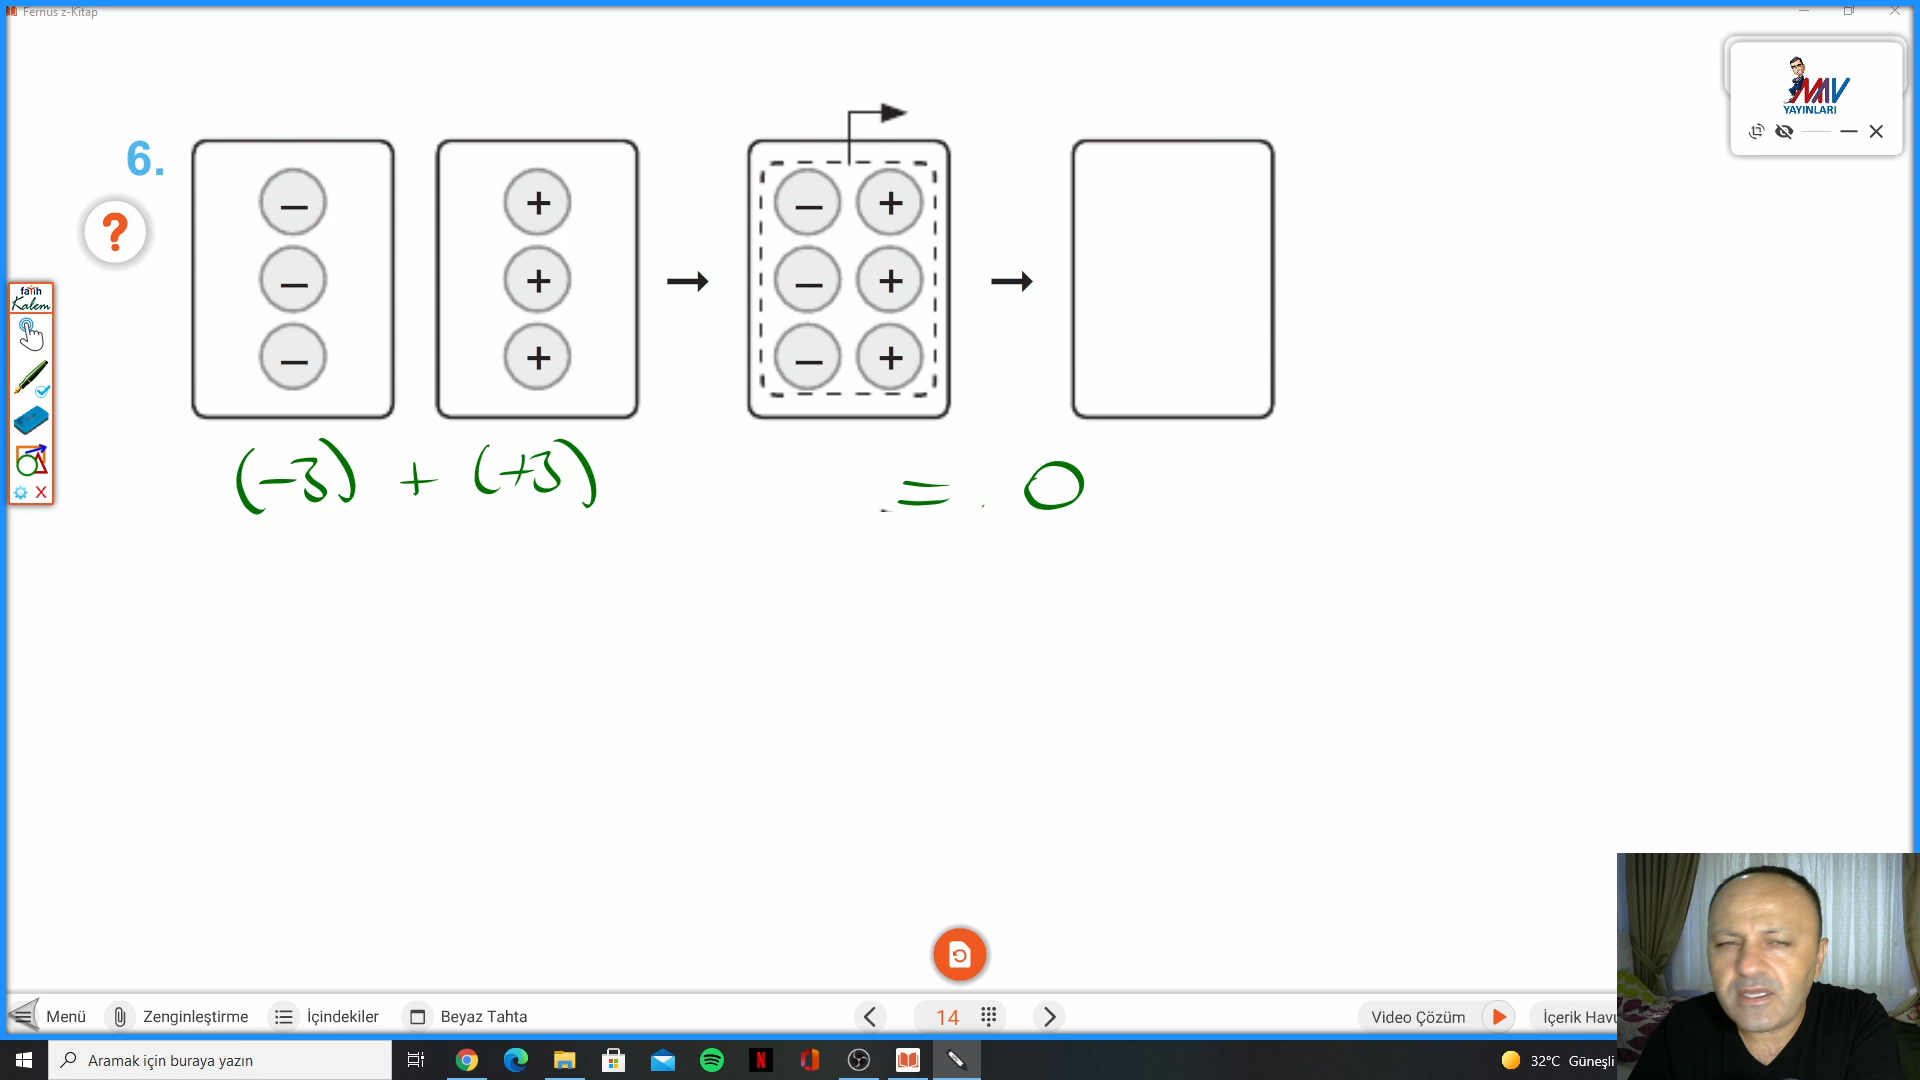 Fernus z-Kitap
MAV
YAYINLARI
6.
?
− + − +
− + − +
− + − +
fatih
Kalem
(-3) + (+3) = 0
Menü Zenginleştirme İçindekiler Beyaz Tahta 14 Video Çözüm İçerik Havu
Aramak için buraya yazın 32°C Güneşli